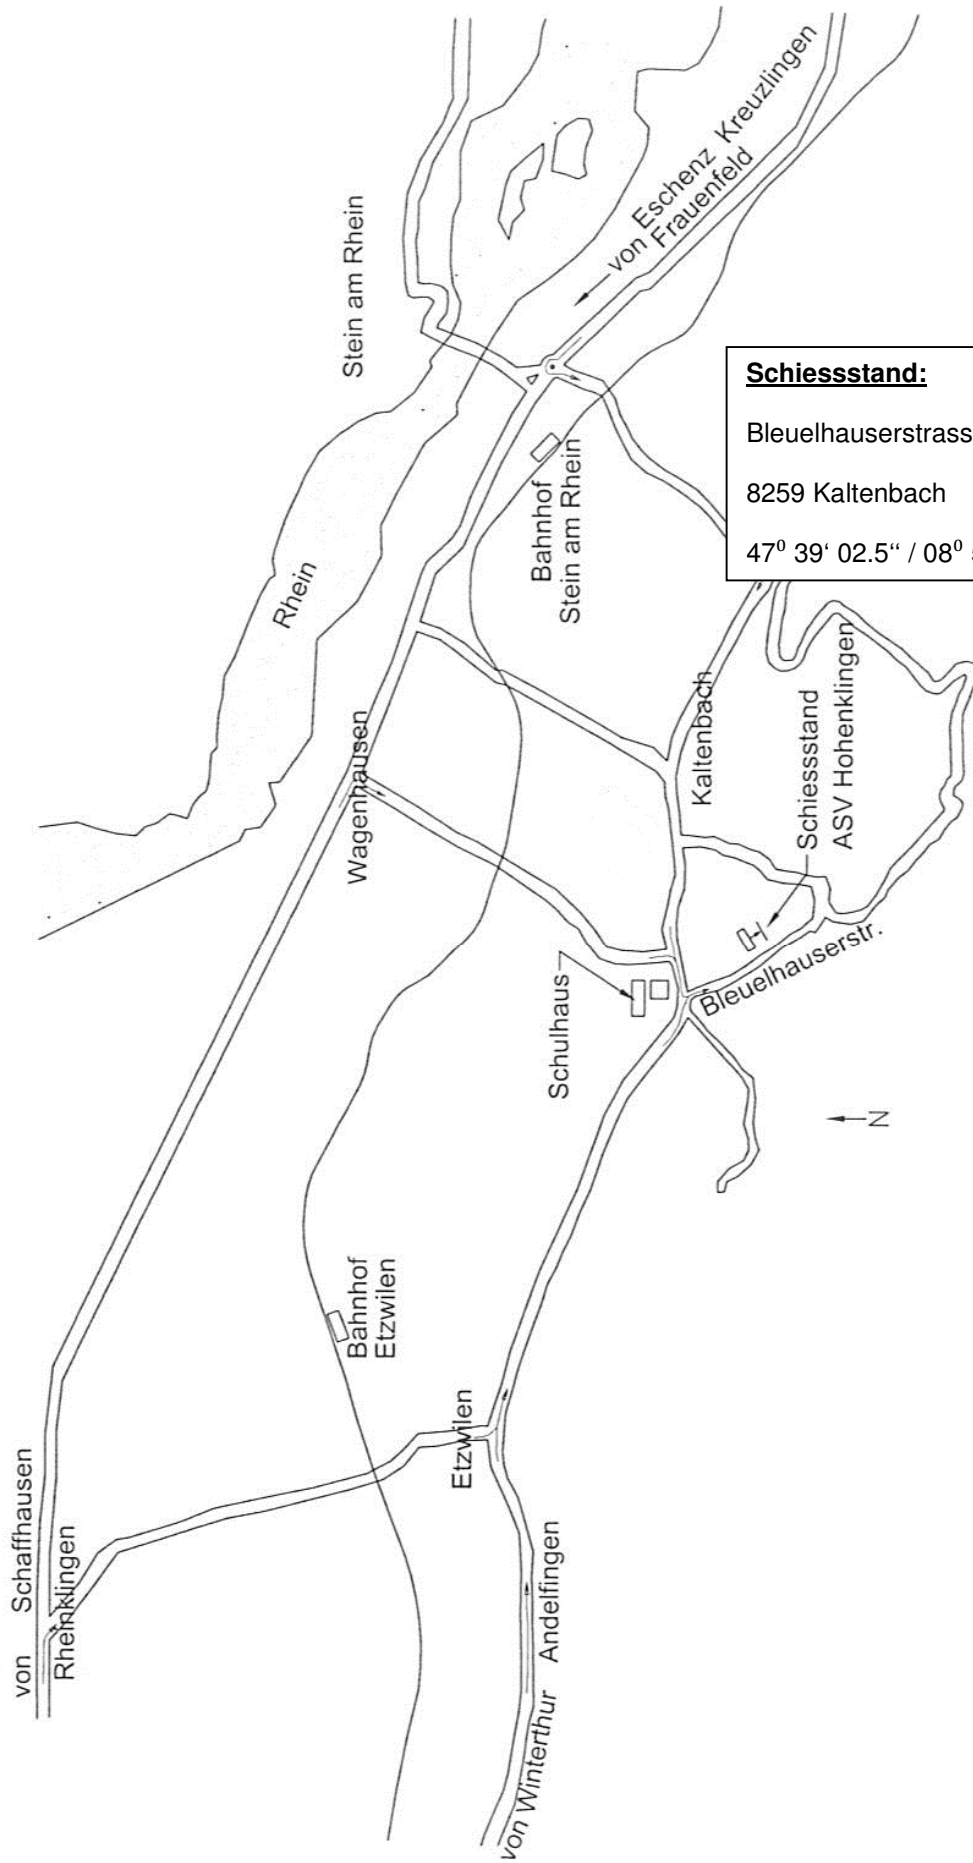 Schiessstand:
Bleuelhauserstrass
8259 Kaltenbach
47⁰ 39‘ 02.5“ / 08⁰
von Schaffhausen
Rheinklingen
Bahnhof
Etzwilen
Etzwilen
von Winterthur Andelfingen
Wagenhausen
Rhein
Stein am Rhein
Bahnhof
Stein am Rhein
von Eschenz Kreuzlingen
Frauenfeld
Schulhaus
Kaltenbach
Bleuelhauserstr.
Schiessstand
ASV Hohenklingen
N